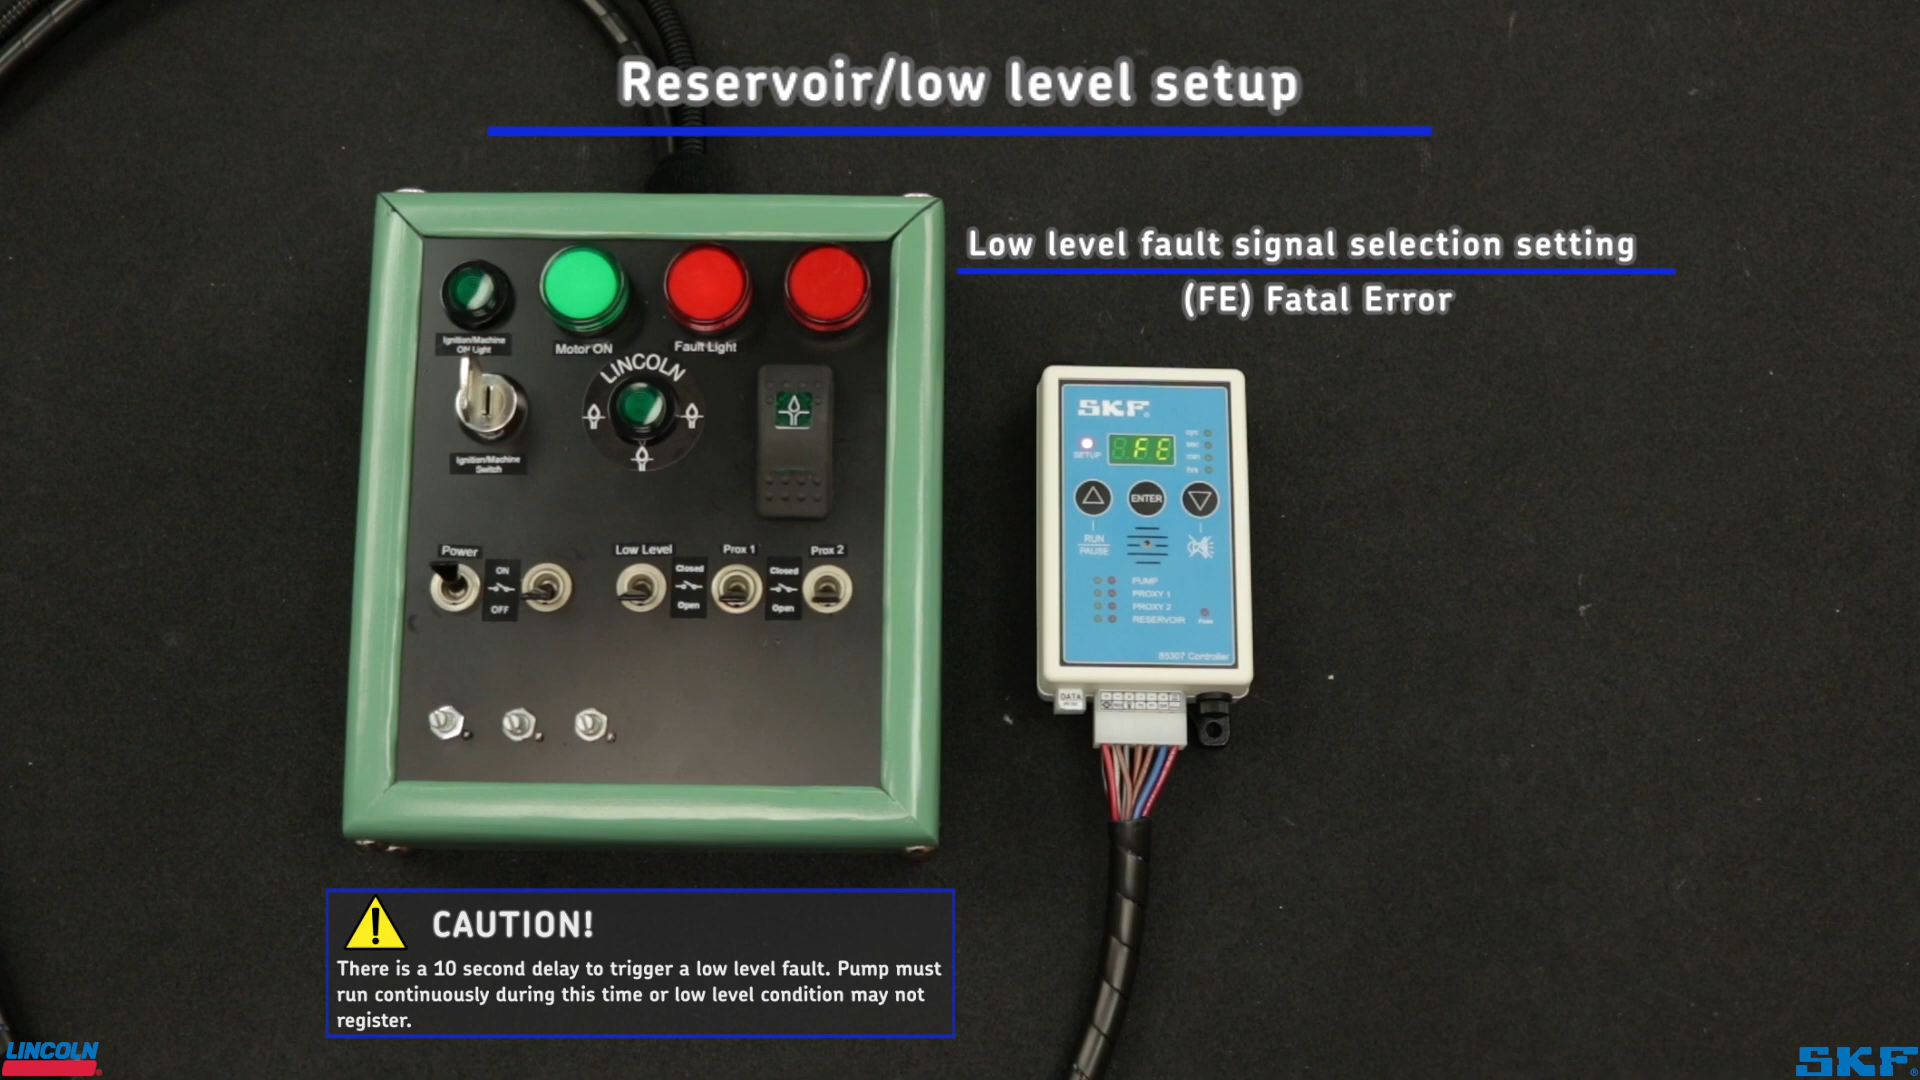 Reservoir/low level setup
Low level fault signal selection setting
(FE) Fatal Error
Ignition/Machine
ON Light
Motor ON
Fault Light
LINCOLN
Ignition/Machine
Switch
SKF
FE
SETUP
cyc
sec
min
hrs
ENTER
RUN
PAUSE
Power
ON
OFF
Low Level
Closed
Open
Prox 1
Closed
Open
Prox 2
PUMP
PROXY 1
PROXY 2
RESERVOIR
85307 Controller
DATA
CAUTION!
There is a 10 second delay to trigger a low level fault. Pump must
run continuously during this time or low level condition may not
register.
LINCOLN
SKF